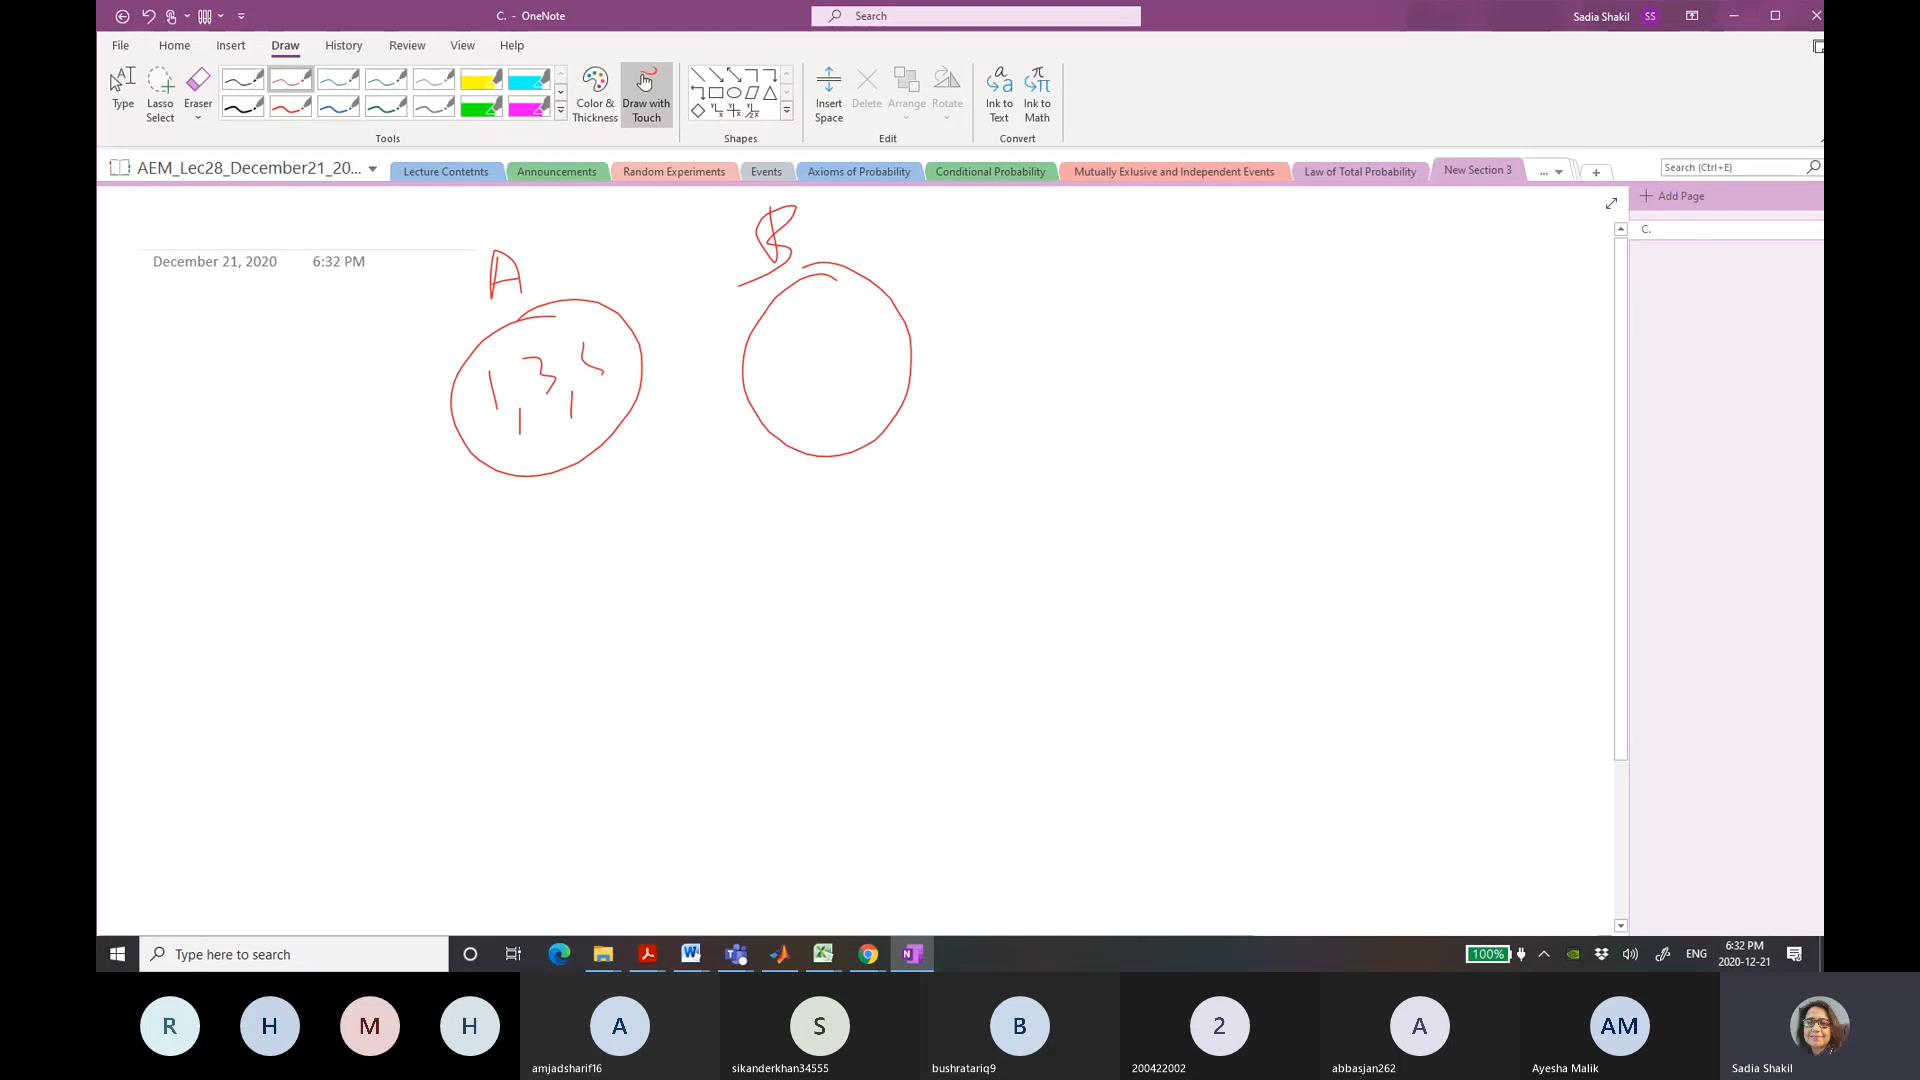 C. - OneNote
Search
Sadia Shakil SS
File Home Insert Draw History Review View Help
Type
Lasso Select
Eraser
Color & Thickness
Draw with Touch
Insert Space
Delete
Arrange
Rotate
Ink to Text
Ink to Math
Tools
Shapes
Edit
Convert
AEM_Lec28_December21_20...
Lecture Contetnts
Announcements
Random Experiments
Events
Axioms of Probability
Conditional Probability
Mutually Exlusive and Independent Events
Law of Total Probability
New Section 3
...
Search (Ctrl+E)
Add Page
C.
December 21, 2020 6:32 PM
A
B
1, 3, 5
Type here to search
100%
ENG
6:32 PM
2020-12-21
R H M H A S B 2 A AM
amjadsharif16 sikanderkhan34555 bushratariq9 200422002 abbasjan262 Ayesha Malik Sadia Shakil